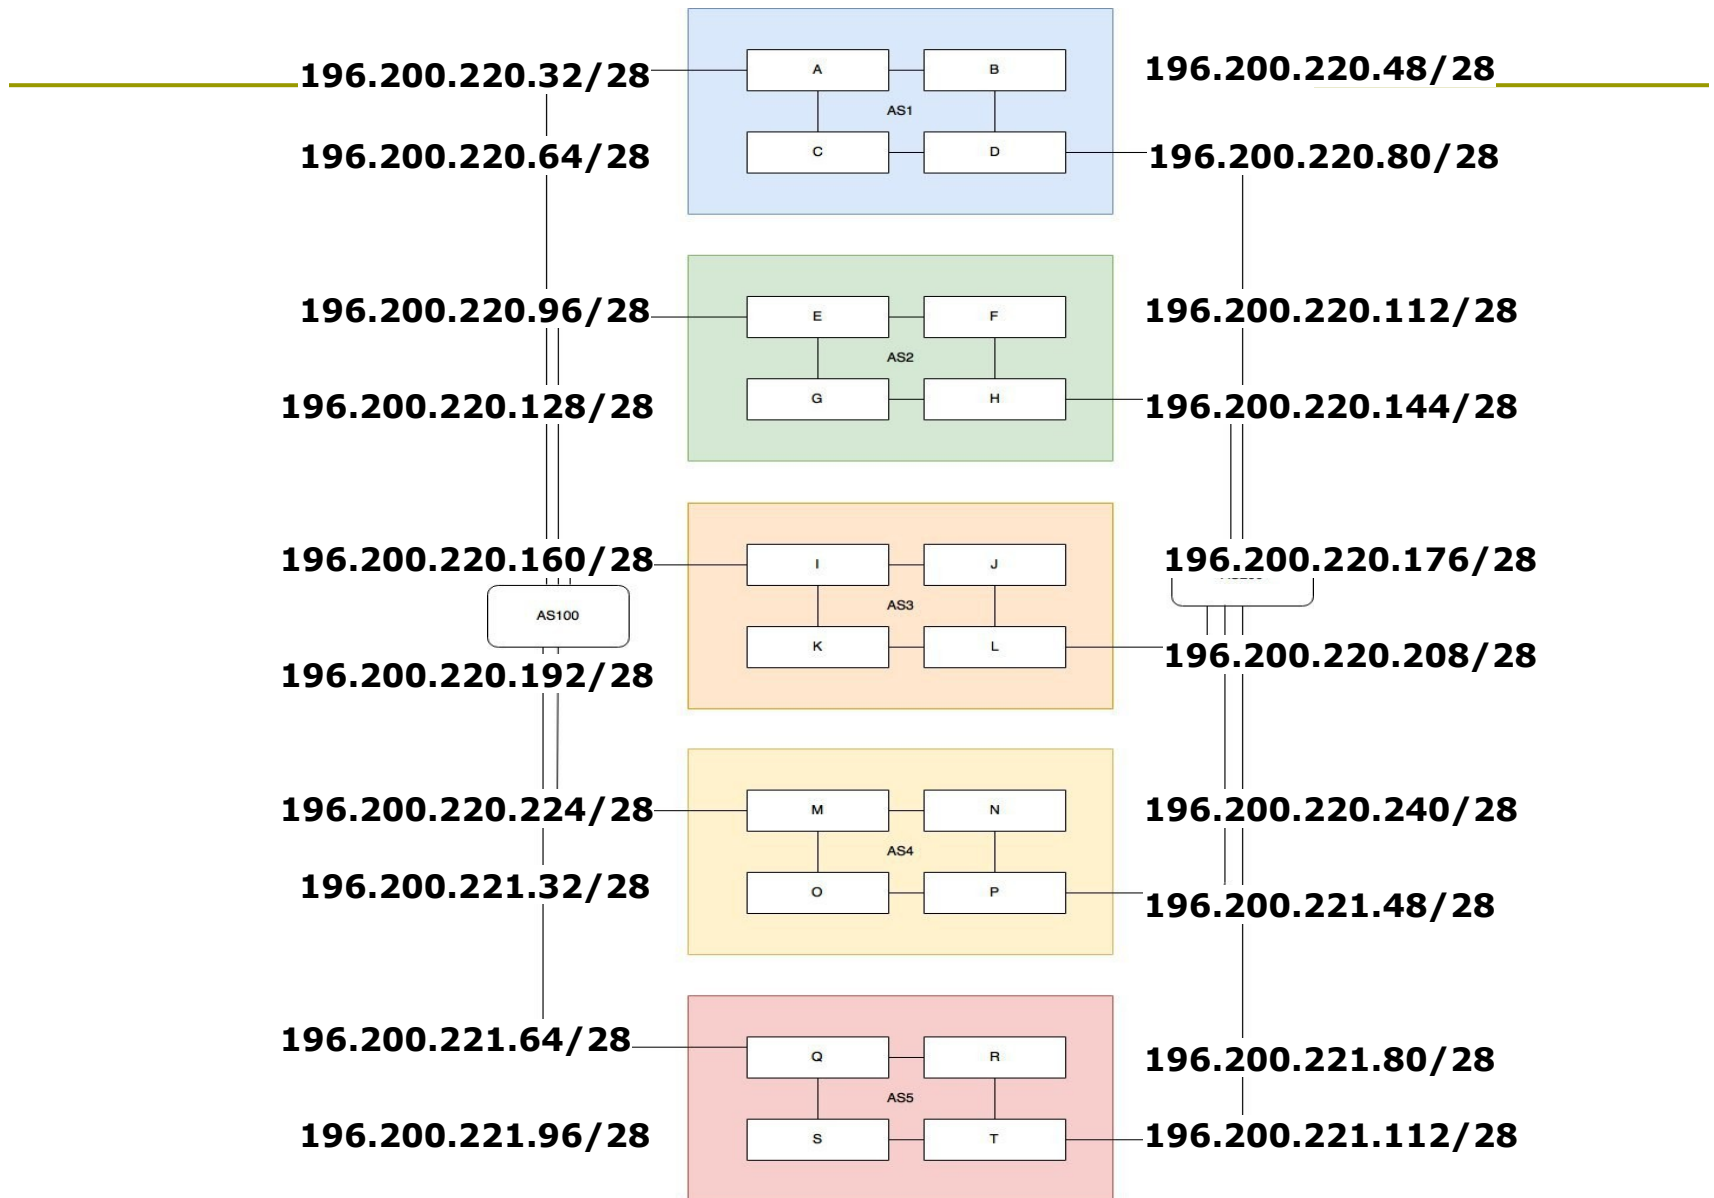 196.200.220.32/28
A
B
196.200.220.48/28
AS1
196.200.220.64/28
C
D
196.200.220.80/28
196.200.220.96/28
E
F
196.200.220.112/28
AS2
196.200.220.128/28
G
H
196.200.220.144/28
196.200.220.160/28
I
J
196.200.220.176/28
AS100
AS3
196.200.220.192/28
K
L
196.200.220.208/28
196.200.220.224/28
M
N
196.200.220.240/28
AS4
196.200.221.32/28
O
P
196.200.221.48/28
196.200.221.64/28
Q
R
196.200.221.80/28
AS5
196.200.221.96/28
S
T
196.200.221.112/28